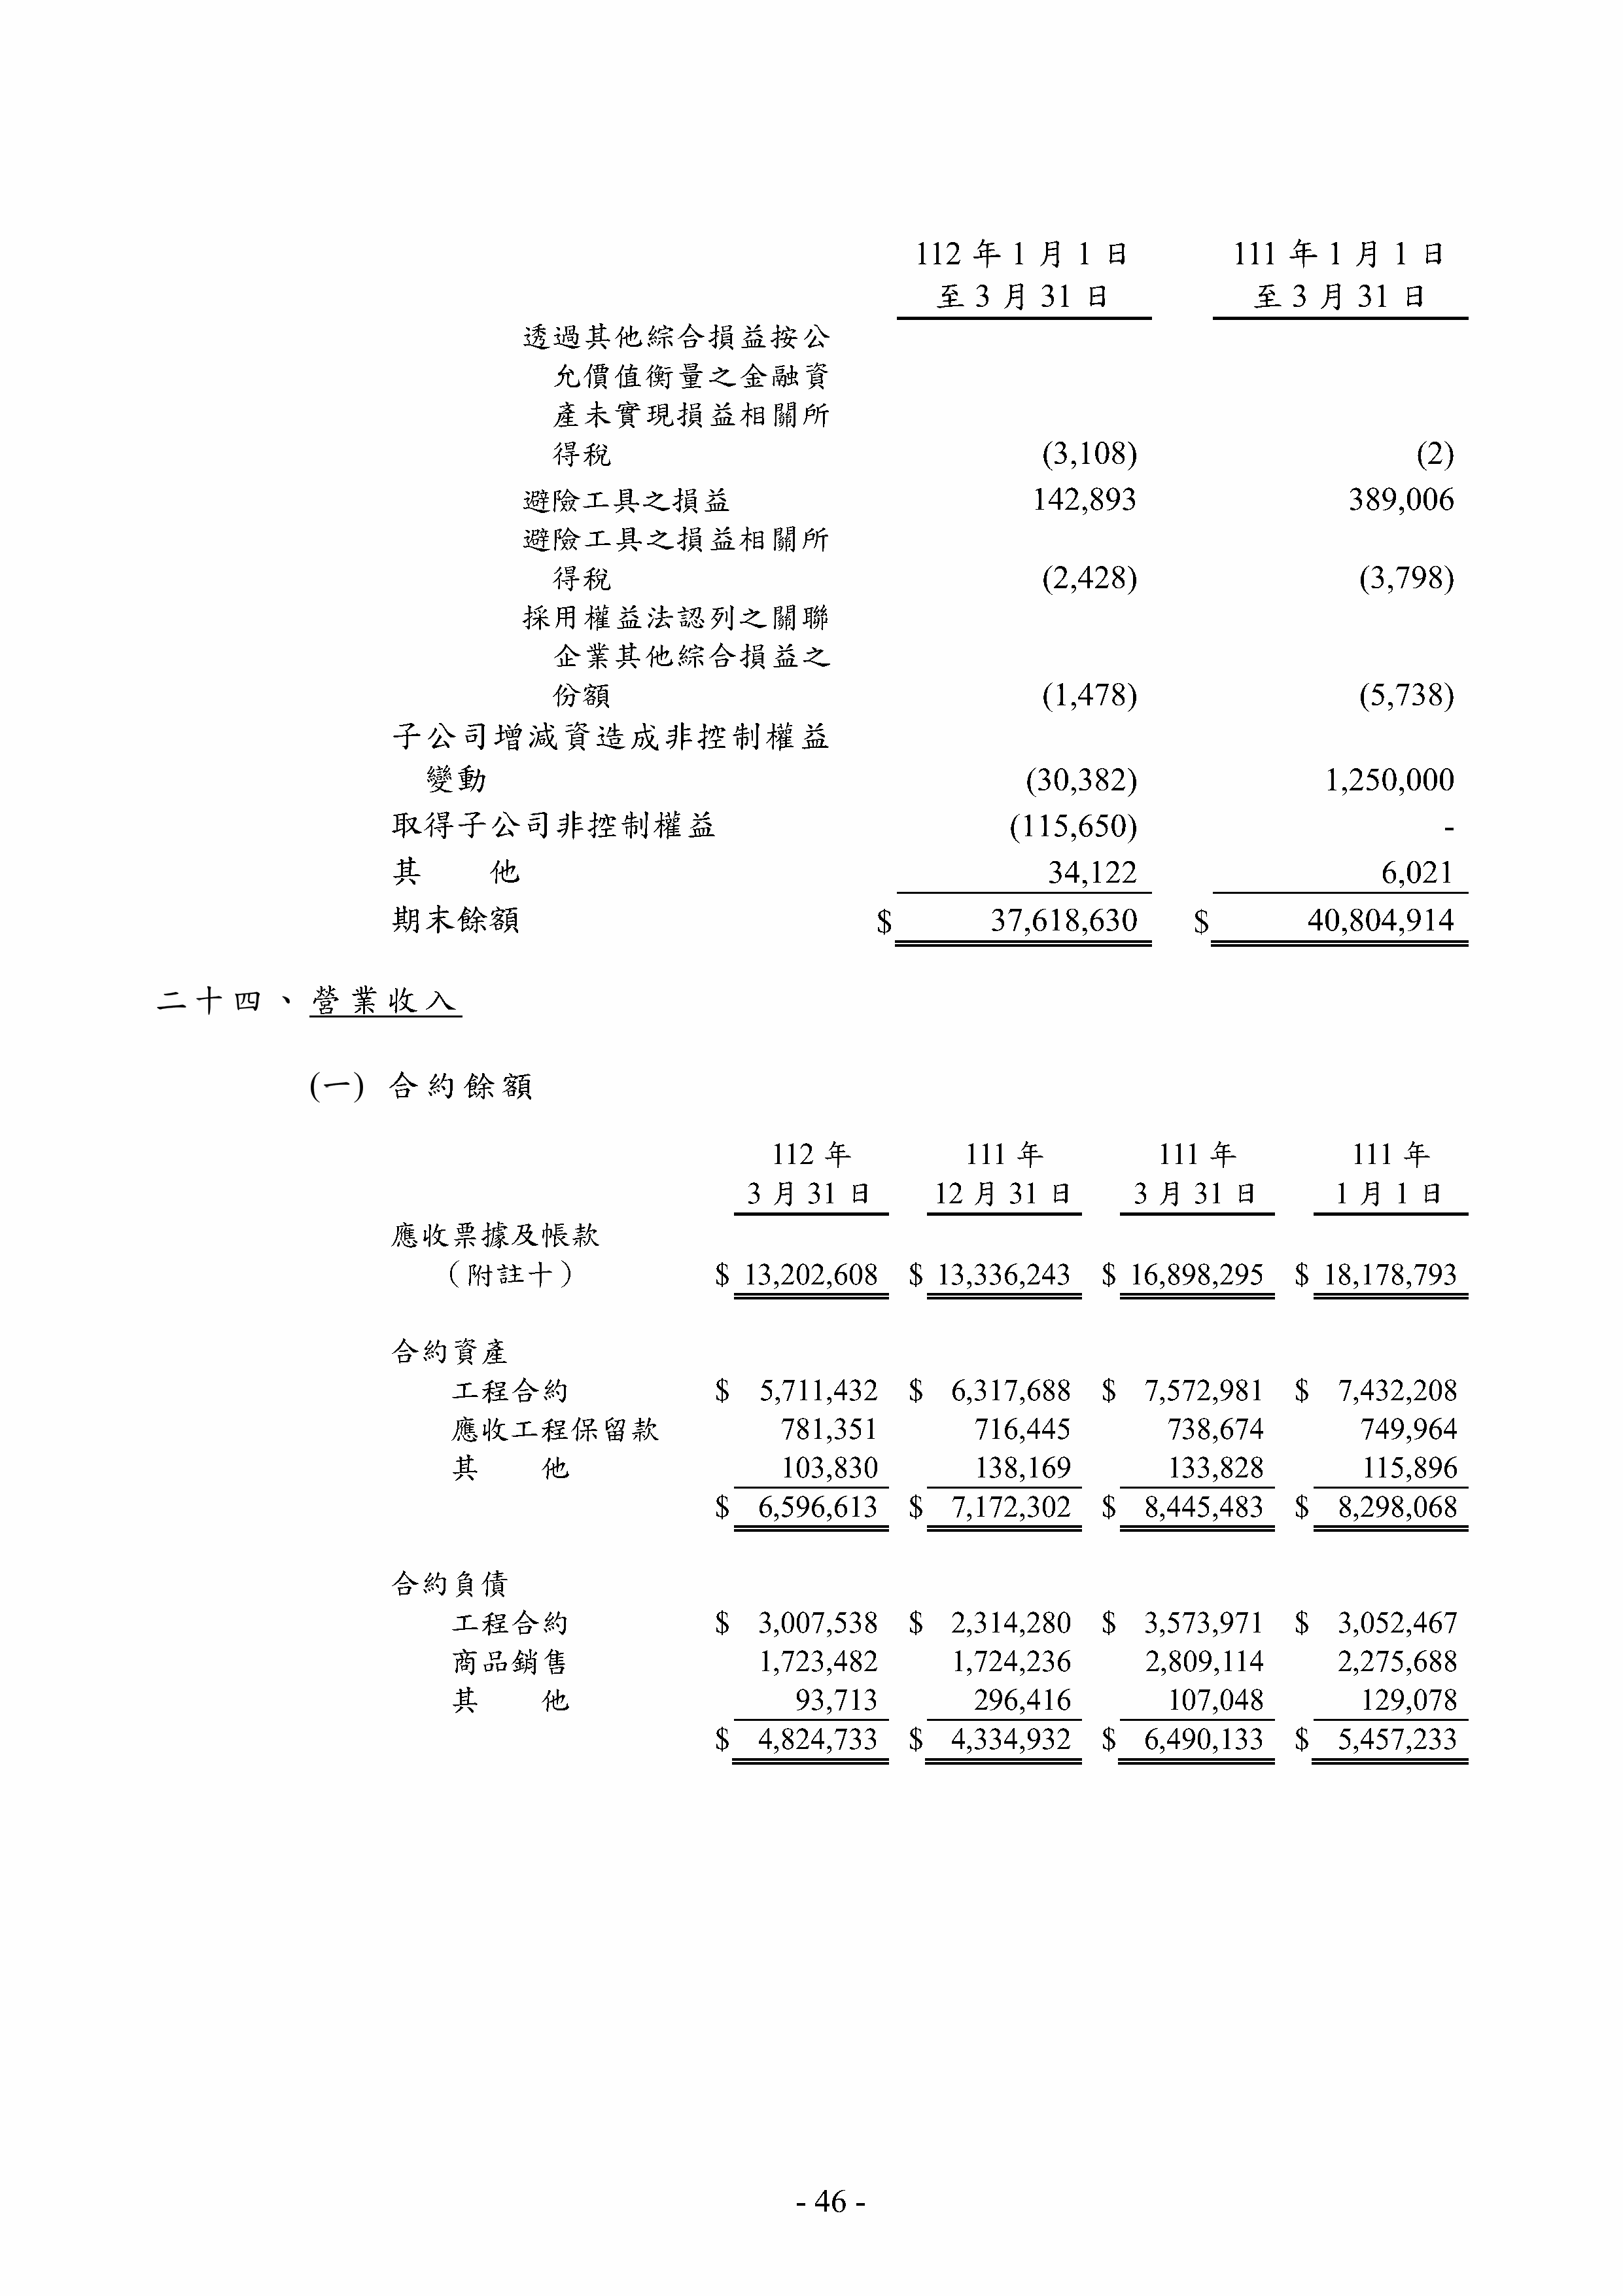 112 年 1 月 1 日 111 年 1 月 1 日
至 3 月 31 日 至 3 月 31 日
透過其他綜合損益按公
允價值衡量之金融資
產未實現損益相關所
得稅 (3,108) (2)
避險工具之損益 142,893 389,006
避險工具之損益相關所
得稅 (2,428) (3,798)
採用權益法認列之關聯
企業其他綜合損益之
份額 (1,478) (5,738)
子公司增減資造成非控制權益
變動 (30,382) 1,250,000
取得子公司非控制權益 (115,650) -
其 他 34,122 6,021
期末餘額 $ 37,618,630 $ 40,804,914
二十四、營業收入
(一) 合約餘額
112 年 111 年 111 年 111 年
3 月 31 日 12 月 31 日 3 月 31 日 1 月 1 日
應收票據及帳款
（附註十） $ 13,202,608 $ 13,336,243 $ 16,898,295 $ 18,178,793
合約資產
工程合約 $ 5,711,432 $ 6,317,688 $ 7,572,981 $ 7,432,208
應收工程保留款 781,351 716,445 738,674 749,964
其 他 103,830 138,169 133,828 115,896
$ 6,596,613 $ 7,172,302 $ 8,445,483 $ 8,298,068
合約負債
工程合約 $ 3,007,538 $ 2,314,280 $ 3,573,971 $ 3,052,467
商品銷售 1,723,482 1,724,236 2,809,114 2,275,688
其 他 93,713 296,416 107,048 129,078
$ 4,824,733 $ 4,334,932 $ 6,490,133 $ 5,457,233
- 46 -